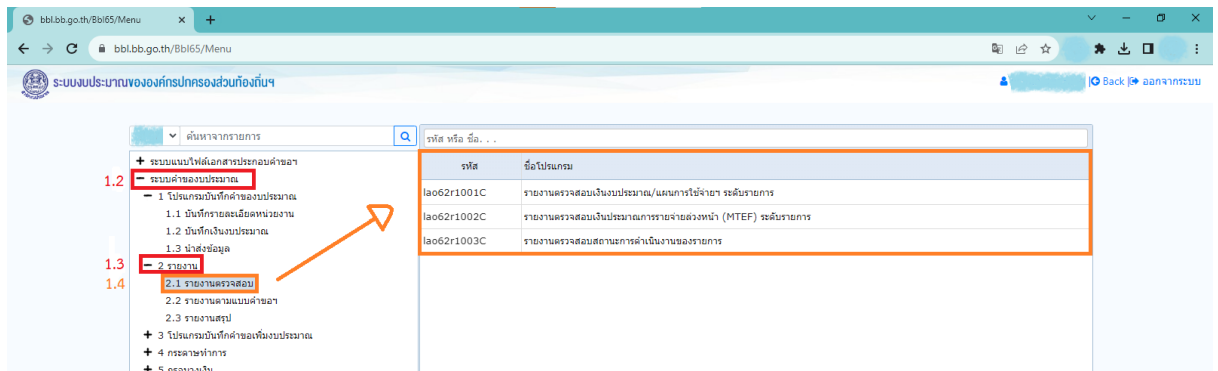 bbl.bb.go.th/Bbl65/Menu
bbl.bb.go.th/Bbl65/Menu
ระบบงบประมาณขององค์กรปกครองส่วนท้องถิ่นฯ
Back ออกจากระบบ
ค้นหาจากรายการ
รหัส หรือ ชื่อ. . .
ระบบแนบไฟล์เอกสารประกอบคำขอฯ
1.2 ระบบคำของบประมาณ
1 โปรแกรมบันทึกคำของบประมาณ
1.1 บันทึกรายละเอียดหน่วยงาน
1.2 บันทึกเงินงบประมาณ
1.3 นำส่งข้อมูล
1.3 2 รายงาน
1.4 2.1 รายงานตรวจสอบ
2.2 รายงานตามแบบคำขอฯ
2.3 รายงานสรุป
3 โปรแกรมบันทึกคำขอเพิ่มงบประมาณ
4 กระดาษทำการ
5 กรอบวงเงิน
รหัส ชื่อโปรแกรม
lao62r1001C รายงานตรวจสอบเงินงบประมาณ/แผนการใช้จ่ายฯ ระดับรายการ
lao62r1002C รายงานตรวจสอบเงินประมาณการรายจ่ายล่วงหน้า (MTEF) ระดับรายการ
lao62r1003C รายงานตรวจสอบสถานะการดำเนินงานของรายการ